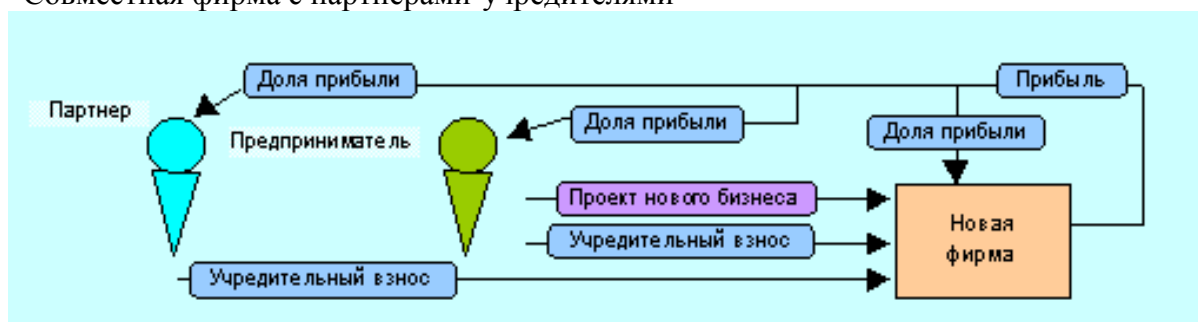 Совместная фирма с партнерами-учредителями
Доля прибыли
Прибыль
Партнер
Доля прибыли
Доля прибыли
Предприниматель
Проект нового бизнеса
Новая
фирма
Учредительный взнос
Учредительный взнос